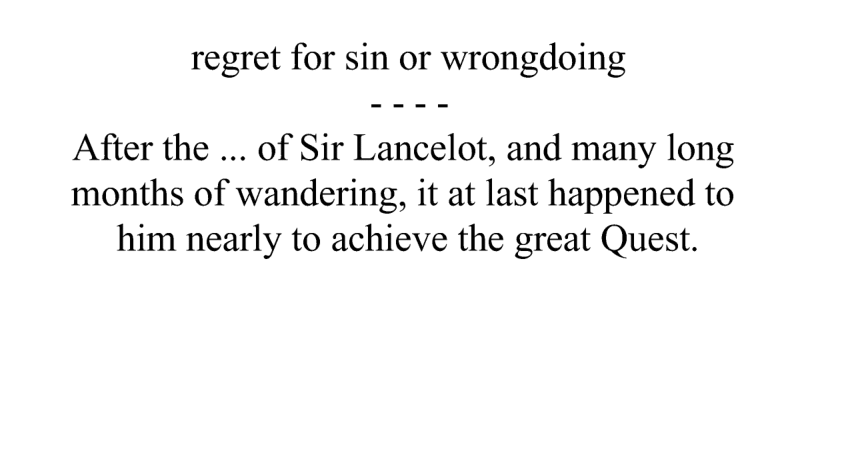 regret for sin or wrongdoing
- - - -
After the ... of Sir Lancelot, and many long
months of wandering, it at last happened to
him nearly to achieve the great Quest.